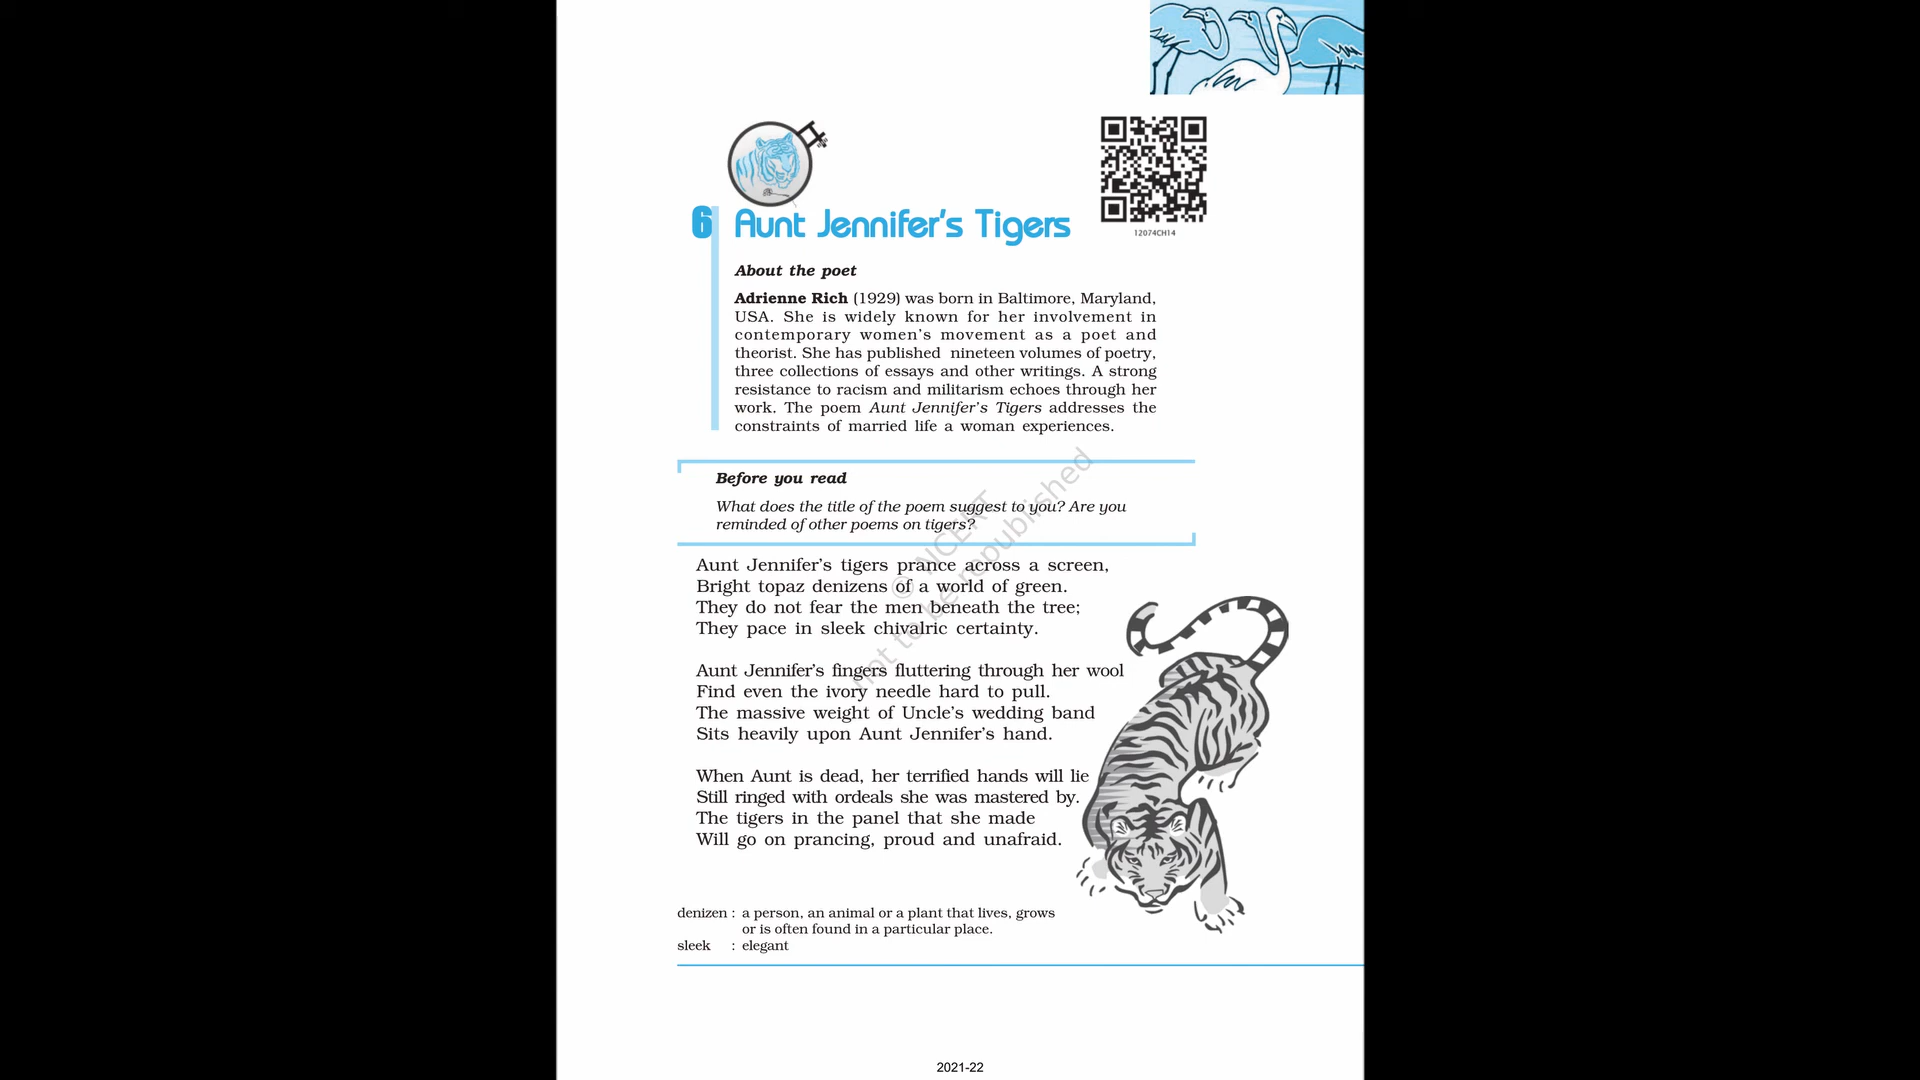 12074CH14
6 Aunt Jennifer's Tigers
About the poet
Adrienne Rich (1929) was born in Baltimore, Maryland,
USA. She is widely known for her involvement in
contemporary women's movement as a poet and
theorist. She has published nineteen volumes of poetry,
three collections of essays and other writings. A strong
resistance to racism and militarism echoes through her
work. The poem Aunt Jennifer's Tigers addresses the
constraints of married life a woman experiences.
Before you read
What does the title of the poem suggest to you? Are you
reminded of other poems on tigers?
© NCERT
not to be republished
Aunt Jennifer's tigers prance across a screen,
Bright topaz denizens of a world of green.
They do not fear the men beneath the tree;
They pace in sleek chivalric certainty.
Aunt Jennifer's fingers fluttering through her wool
Find even the ivory needle hard to pull.
The massive weight of Uncle's wedding band
Sits heavily upon Aunt Jennifer's hand.
When Aunt is dead, her terrified hands will lie
Still ringed with ordeals she was mastered by.
The tigers in the panel that she made
Will go on prancing, proud and unafraid.
denizen : a person, an animal or a plant that lives, grows
or is often found in a particular place.
sleek : elegant
2021-22